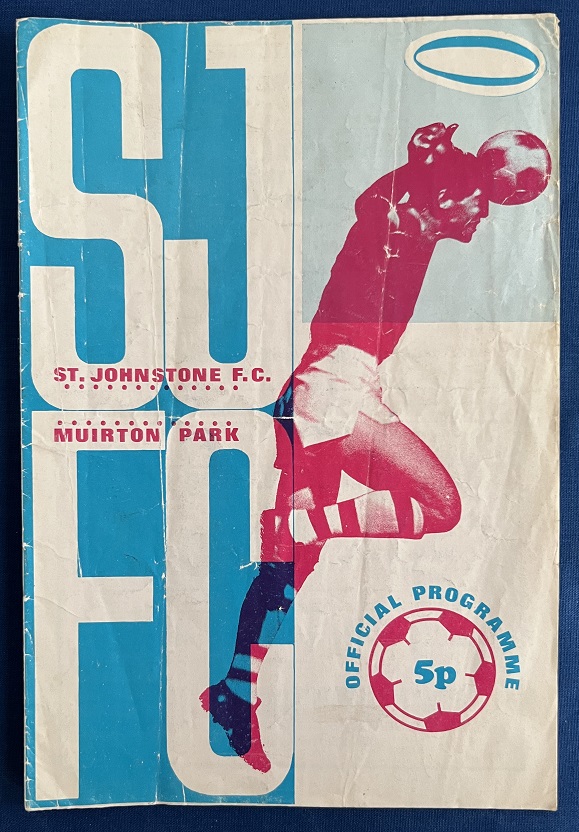 SJ
FC
ST. JOHNSTONE F.C.
MUIRTON PARK
OFFICIAL PROGRAMME
5p